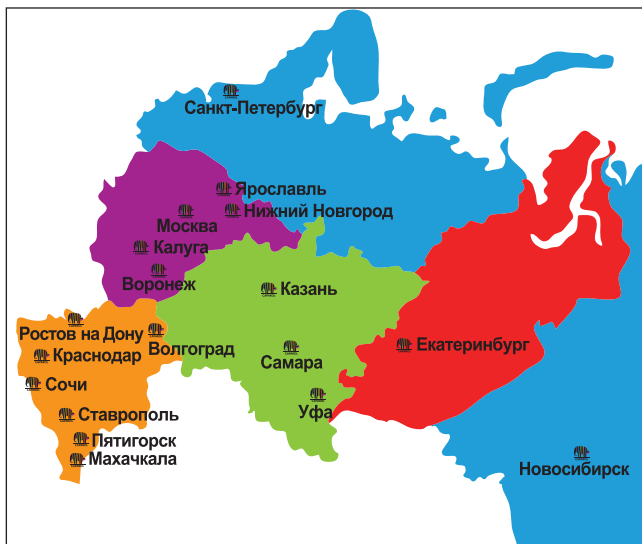 Санкт-Петербург
Ярославль
Нижний Новгород
Москва
Калуга
Воронеж
Казань
Ростов на Дону
Волгоград
Екатеринбург
Краснодар
Самара
Сочи
Уфа
Ставрополь
Пятигорск
Махачкала
Новосибирск